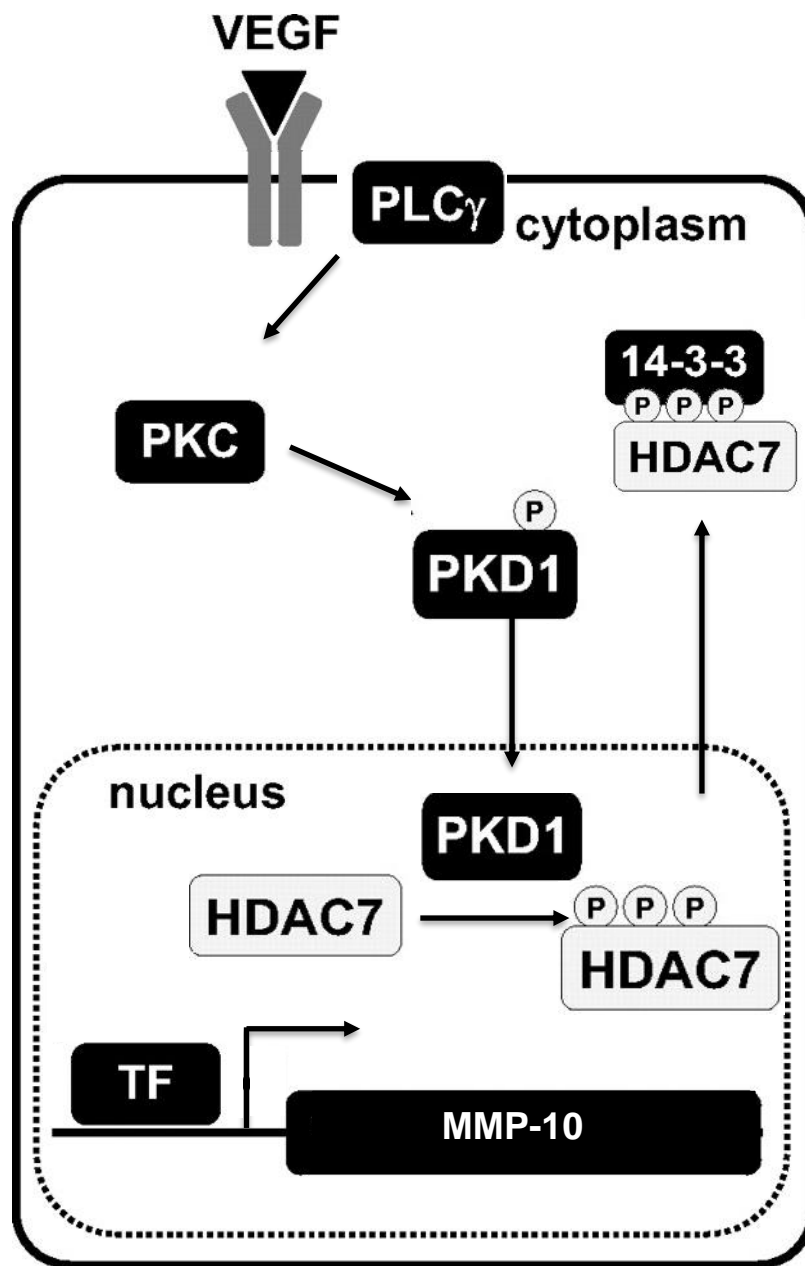 VEGF
PLCγ
cytoplasm
14-3-3
P P P
HDAC7
PKC
P
PKD1
nucleus
PKD1
HDAC7
P P P
HDAC7
TF
MMP-10